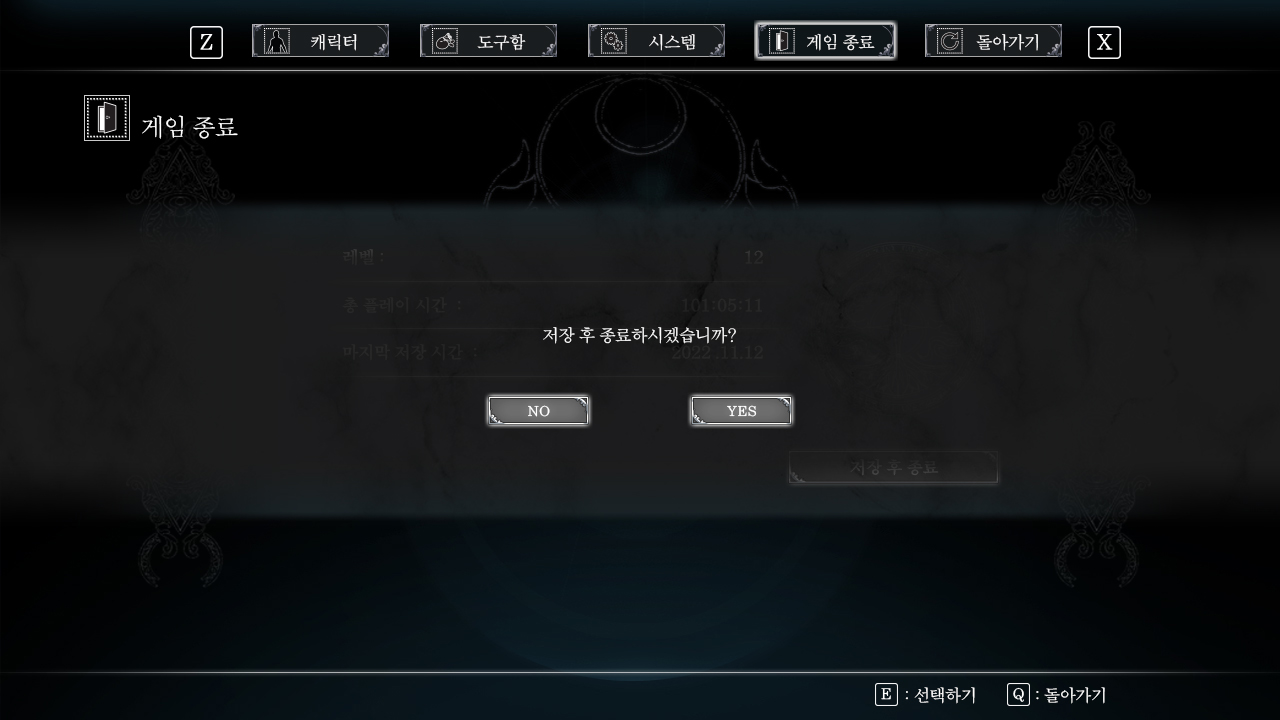 Z 캐릭터 도구함 시스템 게임 종료 돌아가기 X
게임 종료
레벨 : 12
총 플레이 시간 : 101:05:11
저장 후 종료하시겠습니까?
마지막 저장 시간 : 2022.11.12
NO YES
저장 후 종료
E : 선택하기 Q : 돌아가기